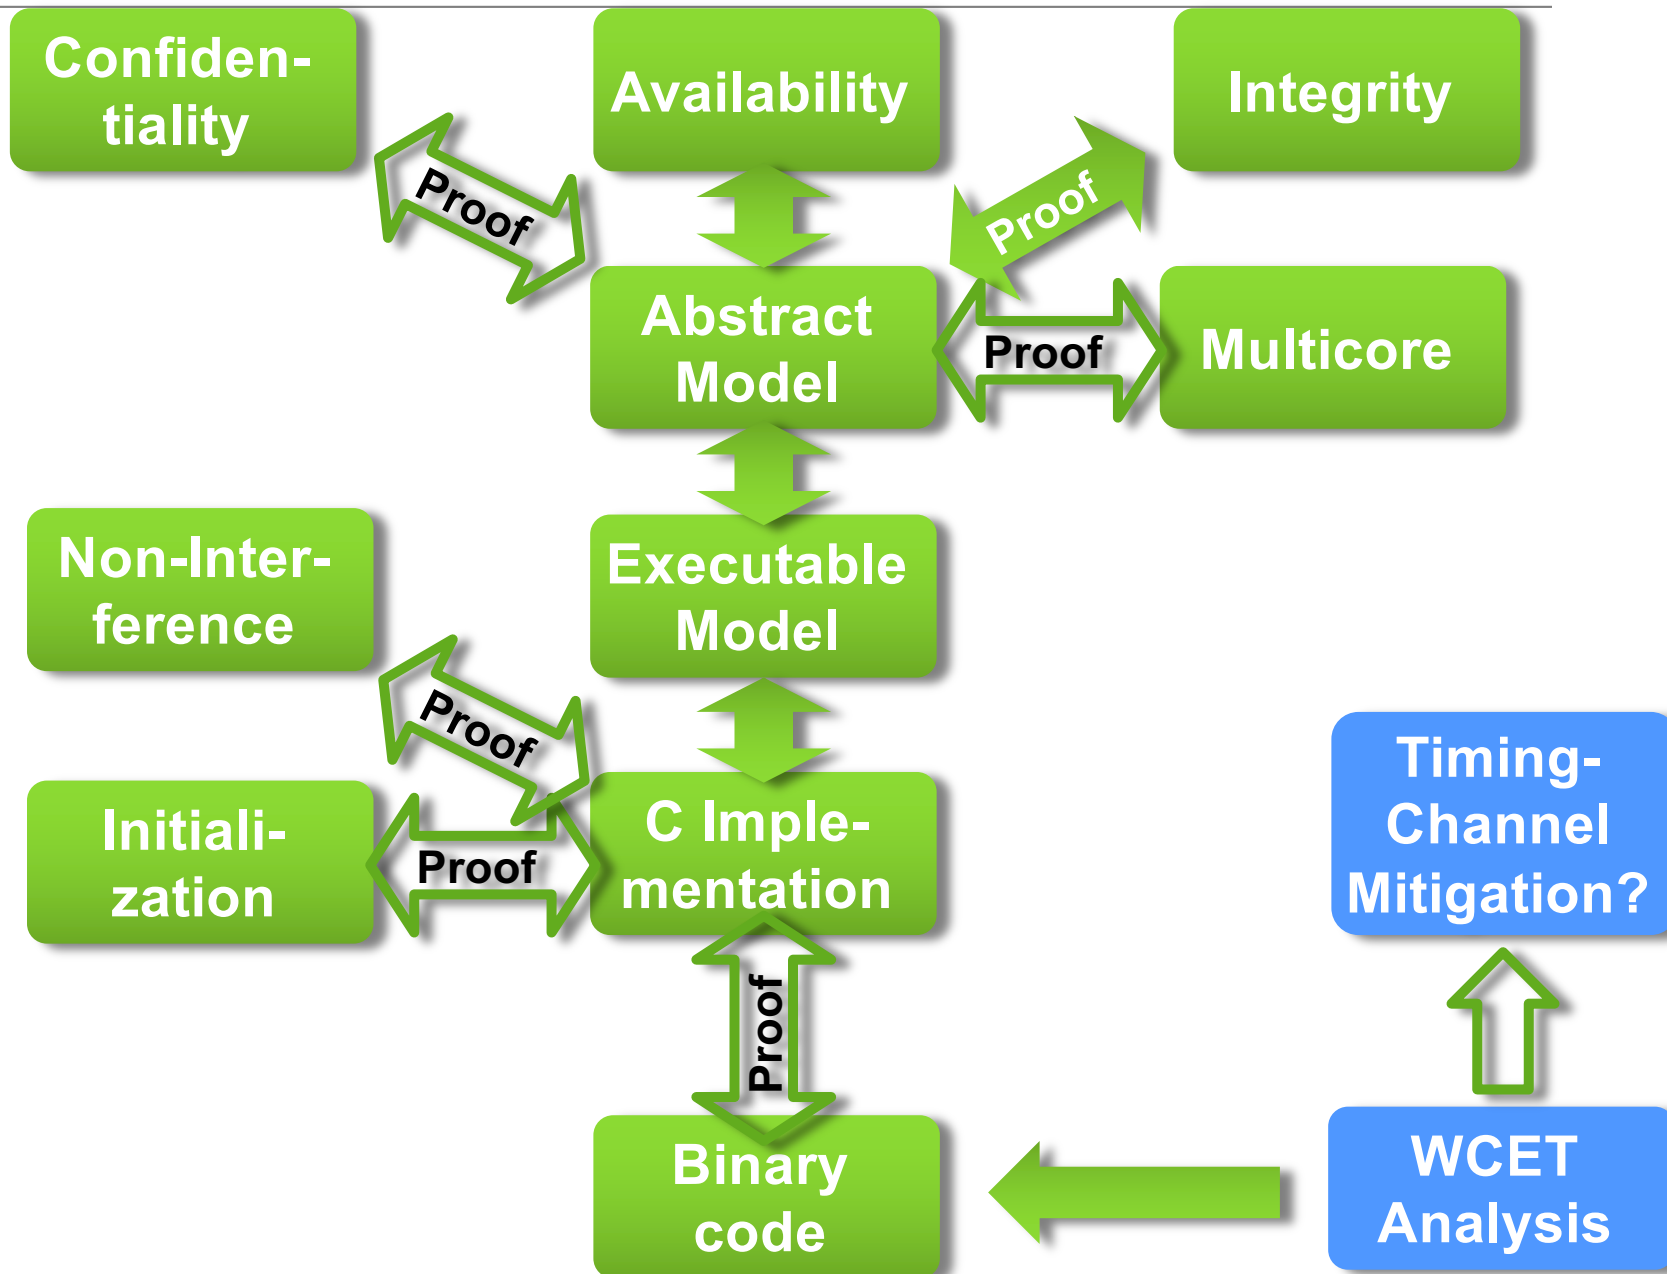 Confiden-
tiality
Availability
Integrity
Proof
Proof
Abstract
Model
Proof
Multicore
Non-Inter-
ference
Executable
Model
Proof
Initiali-
zation
Proof
C Imple-
mentation
Timing-
Channel
Mitigation?
Proof
Binary
code
WCET
Analysis